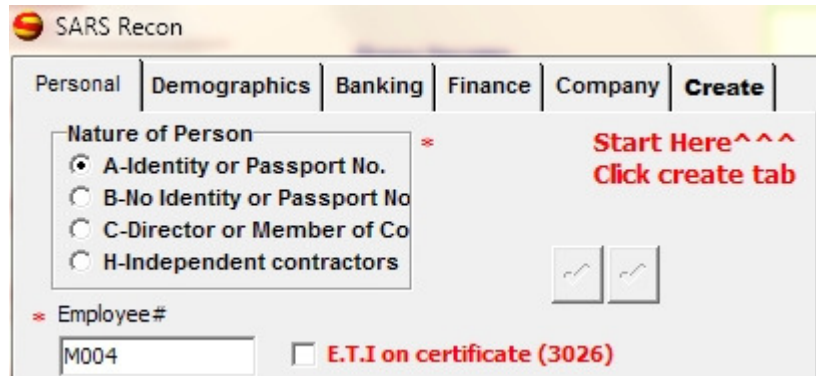 SARS Recon
Personal Demographics Banking Finance Company Create
Nature of Person *
A-Identity or Passport No.
B-No Identity or Passport No
C-Director or Member of Co
H-Independent contractors
Start Here^^^
Click create tab
* Employee#
M004
E.T.I on certificate (3026)